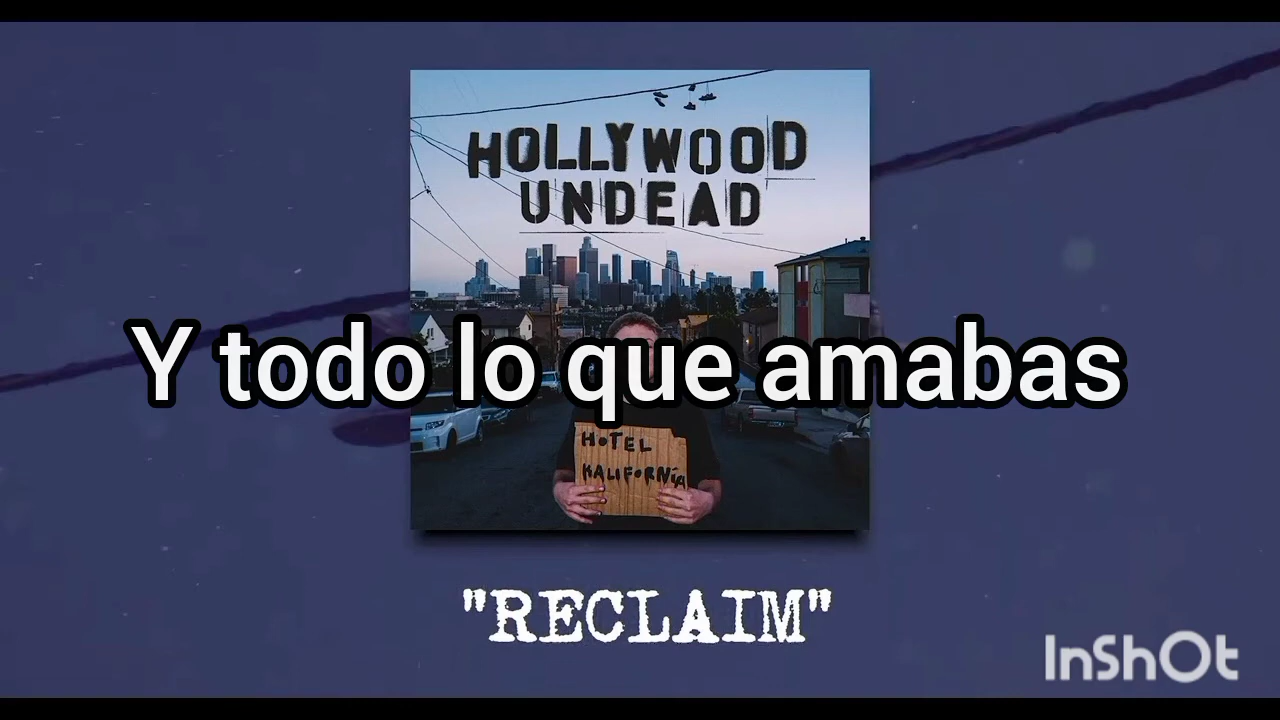 HOLLYWOOD
UNDEAD
Y todo lo que amabas
HOTEL
KALIFORNIA
"RECLAIM"
InShOt